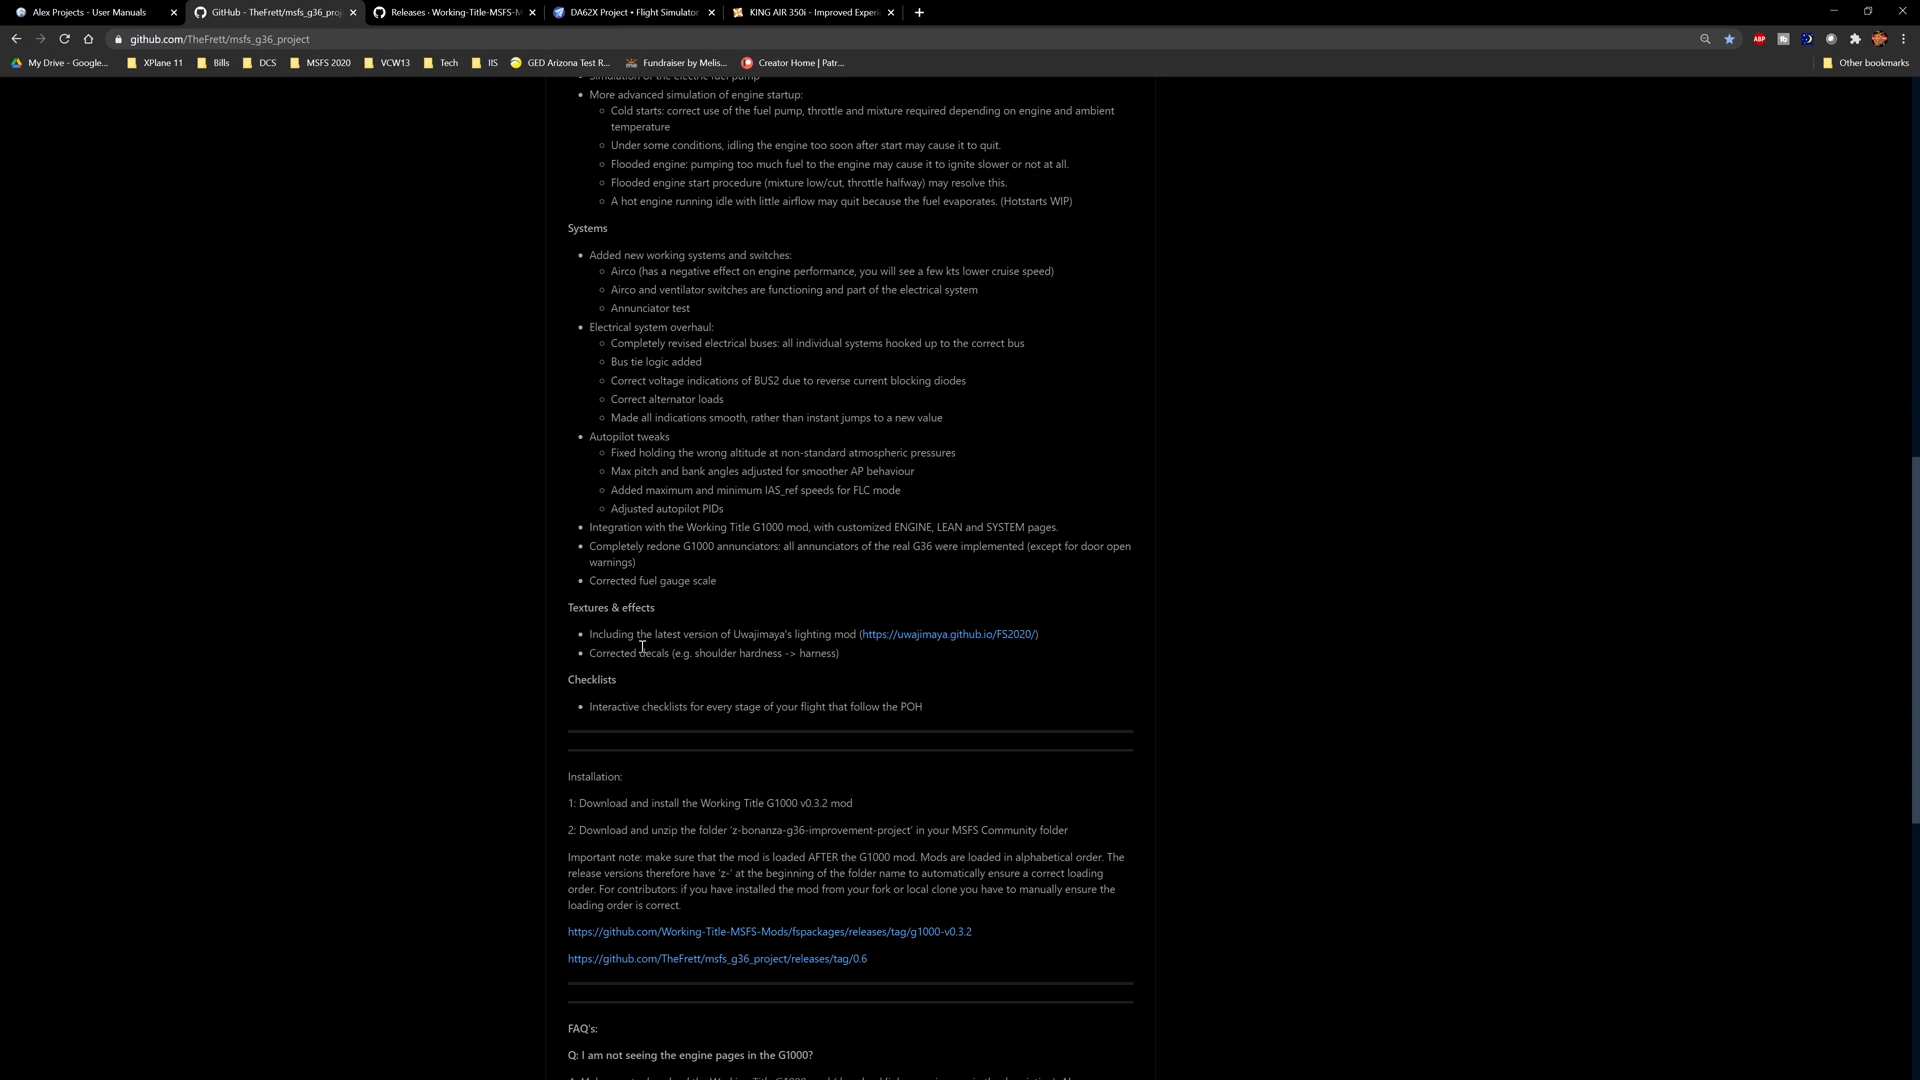 Alex Projects - User Manuals
GitHub - TheFrett/msfs_g36_proj
Releases · Working-Title-MSFS-M
DA62X Project • Flight Simulator
KING AIR 350i - Improved Experi
github.com/TheFrett/msfs_g36_project
ABP
My Drive - Google...
XPlane 11
Bills
DCS
MSFS 2020
VCW13
Tech
IIS
GED Arizona Test R...
Fundraiser by Melis...
Creator Home | Patr...
Other bookmarks
Simulation of the electric fuel pump
More advanced simulation of engine startup:
Cold starts: correct use of the fuel pump, throttle and mixture required depending on engine and ambient
temperature
Under some conditions, idling the engine too soon after start may cause it to quit.
Flooded engine: pumping too much fuel to the engine may cause it to ignite slower or not at all.
Flooded engine start procedure (mixture low/cut, throttle halfway) may resolve this.
A hot engine running idle with little airflow may quit because the fuel evaporates. (Hotstarts WIP)
Systems
Added new working systems and switches:
Airco (has a negative effect on engine performance, you will see a few kts lower cruise speed)
Airco and ventilator switches are functioning and part of the electrical system
Annunciator test
Electrical system overhaul:
Completely revised electrical buses: all individual systems hooked up to the correct bus
Bus tie logic added
Correct voltage indications of BUS2 due to reverse current blocking diodes
Correct alternator loads
Made all indications smooth, rather than instant jumps to a new value
Autopilot tweaks
Fixed holding the wrong altitude at non-standard atmospheric pressures
Max pitch and bank angles adjusted for smoother AP behaviour
Added maximum and minimum IAS_ref speeds for FLC mode
Adjusted autopilot PIDs
Integration with the Working Title G1000 mod, with customized ENGINE, LEAN and SYSTEM pages.
Completely redone G1000 annunciators: all annunciators of the real G36 were implemented (except for door open
warnings)
Corrected fuel gauge scale
Textures & effects
Including the latest version of Uwajimaya's lighting mod (https://uwajimaya.github.io/FS2020/)
Corrected decals (e.g. shoulder hardness -> harness)
Checklists
Interactive checklists for every stage of your flight that follow the POH
Installation:
1: Download and install the Working Title G1000 v0.3.2 mod
2: Download and unzip the folder 'z-bonanza-g36-improvement-project' in your MSFS Community folder
Important note: make sure that the mod is loaded AFTER the G1000 mod. Mods are loaded in alphabetical order. The
release versions therefore have 'z-' at the beginning of the folder name to automatically ensure a correct loading
order. For contributors: if you have installed the mod from your fork or local clone you have to manually ensure the
loading order is correct.
https://github.com/Working-Title-MSFS-Mods/fspackages/releases/tag/g1000-v0.3.2
https://github.com/TheFrett/msfs_g36_project/releases/tag/0.6
FAQ's:
Q: I am not seeing the engine pages in the G1000?